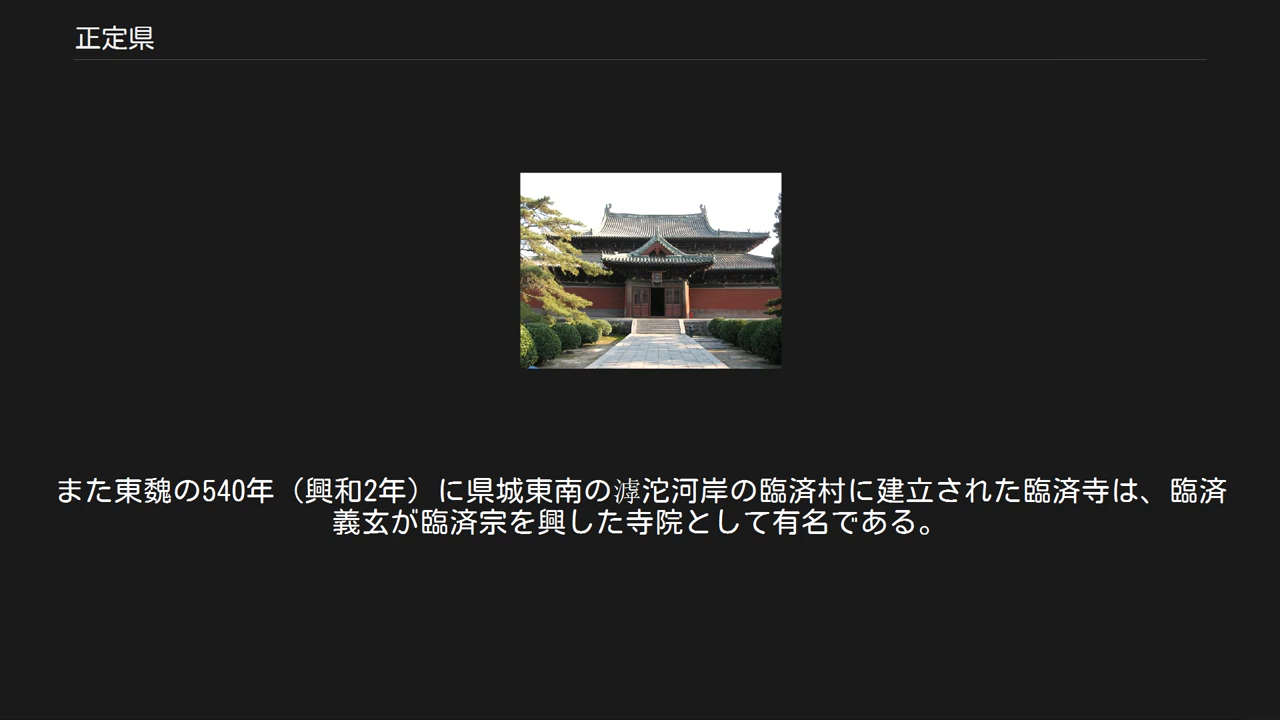 正定県
また東魏の540年（興和2年）に県城東南の滹沱河岸の臨済村に建立された臨済寺は、臨済
義玄が臨済宗を興した寺院として有名である。